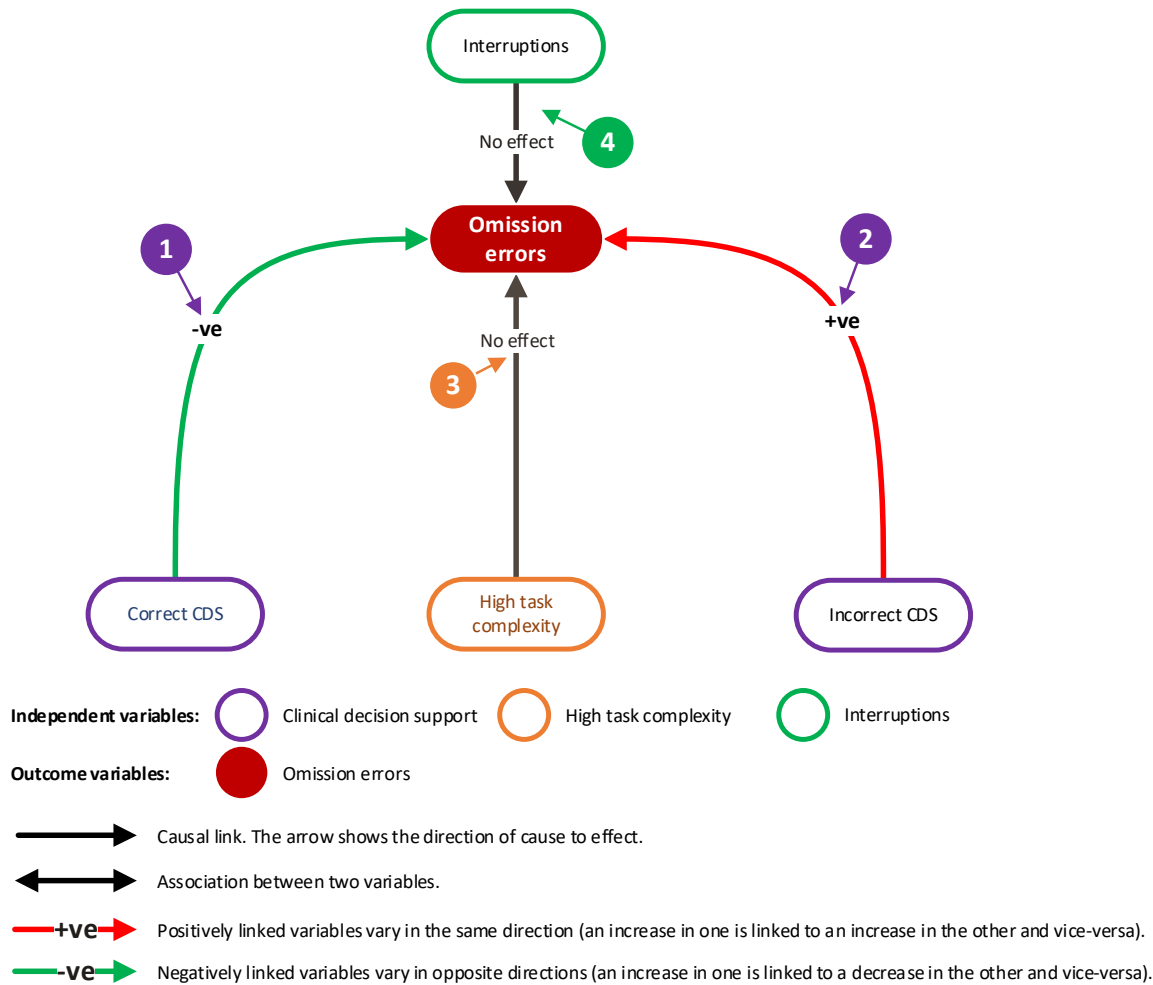 Interruptions
4
No effect
Omission
errors
1
2
-ve
+ve
No effect
3
Correct CDS
High task
complexity
Incorrect CDS
Independent variables: Clinical decision support High task complexity Interruptions
Outcome variables: Omission errors
Causal link. The arrow shows the direction of cause to effect.
Association between two variables.
+ve Positively linked variables vary in the same direction (an increase in one is linked to an increase in the other and vice-versa).
-ve Negatively linked variables vary in opposite directions (an increase in one is linked to a decrease in the other and vice-versa).